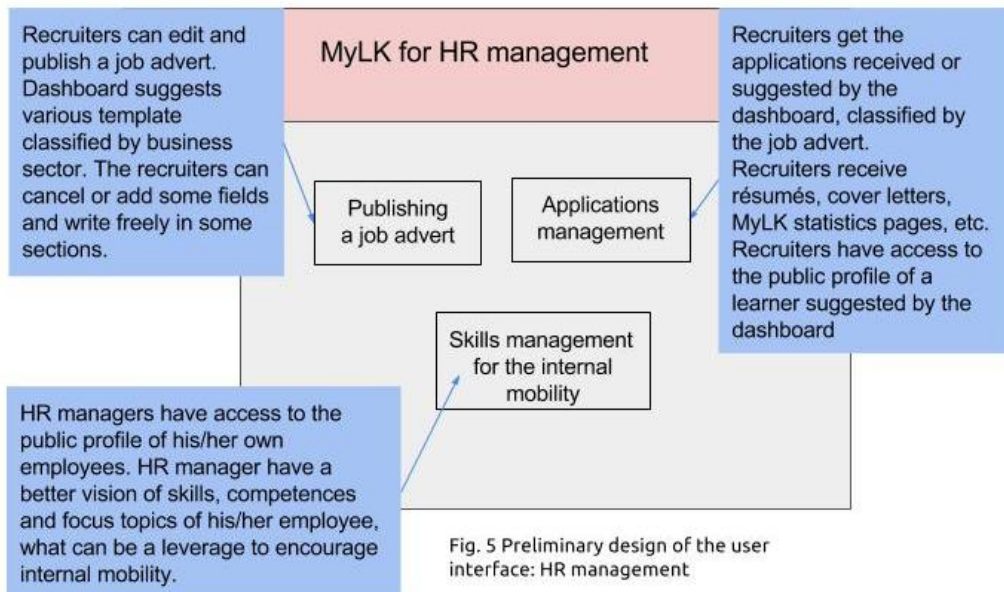 Recruiters can edit and
publish a job advert.
Dashboard suggests
various template
classified by business
sector. The recruiters can
cancel or add some fields
and write freely in some
sections.
MyLK for HR management
Recruiters get the
applications received or
suggested by the
dashboard, classified by
the job advert.
Recruiters receive
résumés, cover letters,
MyLK statistics pages, etc.
Recruiters have access to
the public profile of a
learner suggested by the
dashboard
Publishing
a job advert
Applications
management
Skills management
for the internal
mobility
HR managers have access to the
public profile of his/her own
employees. HR manager have a
better vision of skills, competences
and focus topics of his/her employee,
what can be a leverage to encourage
internal mobility.
Fig. 5 Preliminary design of the user
interface: HR management